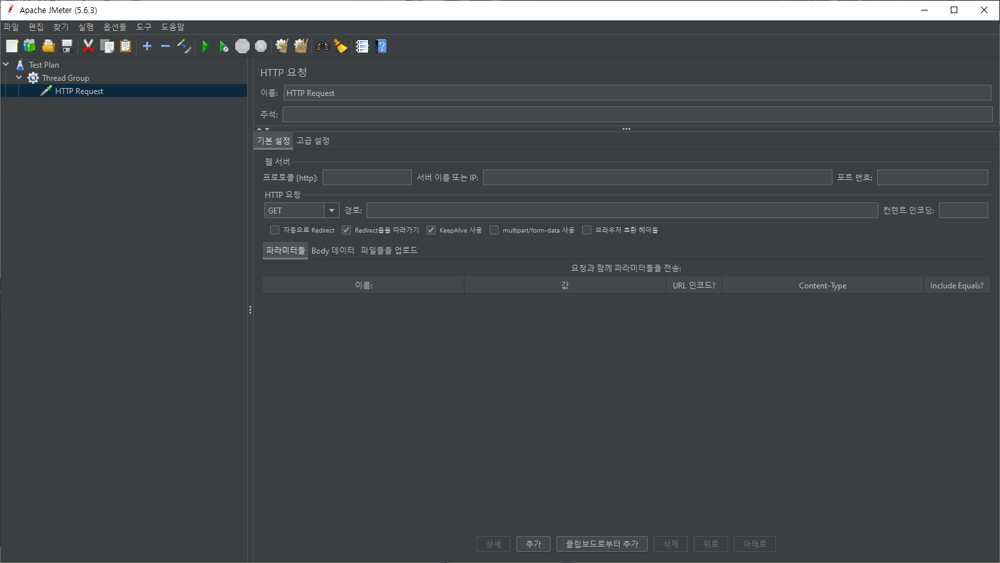 Apache JMeter (5.6.3)
파일 편집 찾기 실행 옵션들 도구 도움말
STOP
Test Plan
Thread Group
HTTP Request
HTTP 요청
이름: HTTP Request
주석:
기본 설정 고급 설정
웹 서버
프로토콜 [http]: 서버 이름 또는 IP: 포트 번호:
HTTP 요청
GET 경로: 컨텐트 인코딩:
자동으로 Redirect Redirect들을 따라가기 KeepAlive 사용 multipart/form-data 사용 브라우저 호환 헤더들
파라미터들 Body 데이터 파일들을 업로드
요청과 함께 파라미터들을 전송:
이름: 값 URL 인코드? Content-Type Include Equals?
상세 추가 클립보드로부터 추가 삭제 위로 아래로